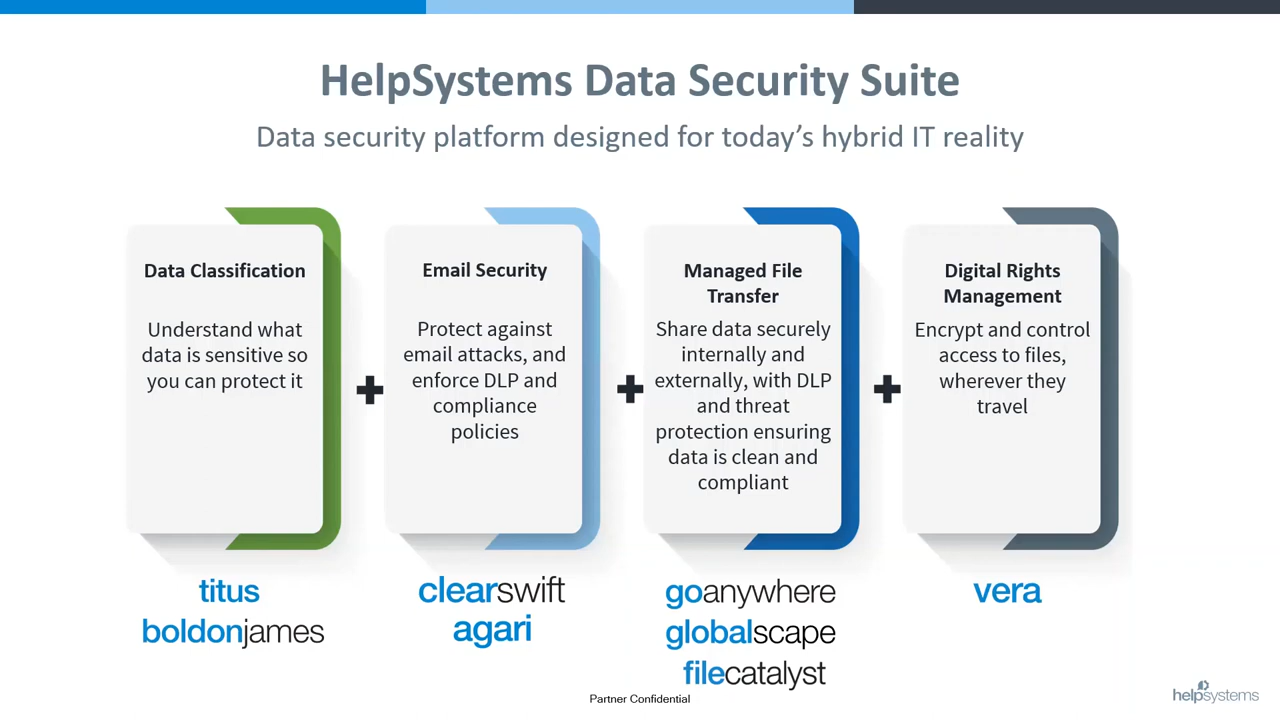 HelpSystems Data Security Suite
Data security platform designed for today's hybrid IT reality
Data Classification
Understand what
data is sensitive so
you can protect it
Email Security
Protect against
email attacks, and
enforce DLP and
compliance
policies
Managed File
Transfer
Share data securely
internally and
externally, with DLP
and threat
protection ensuring
data is clean and
compliant
Digital Rights
Management
Encrypt and control
access to files,
wherever they
travel
titus
boldonjames
clearswift
agari
goanywhere
globalscape
filecatalyst
vera
Partner Confidential
helpsystems